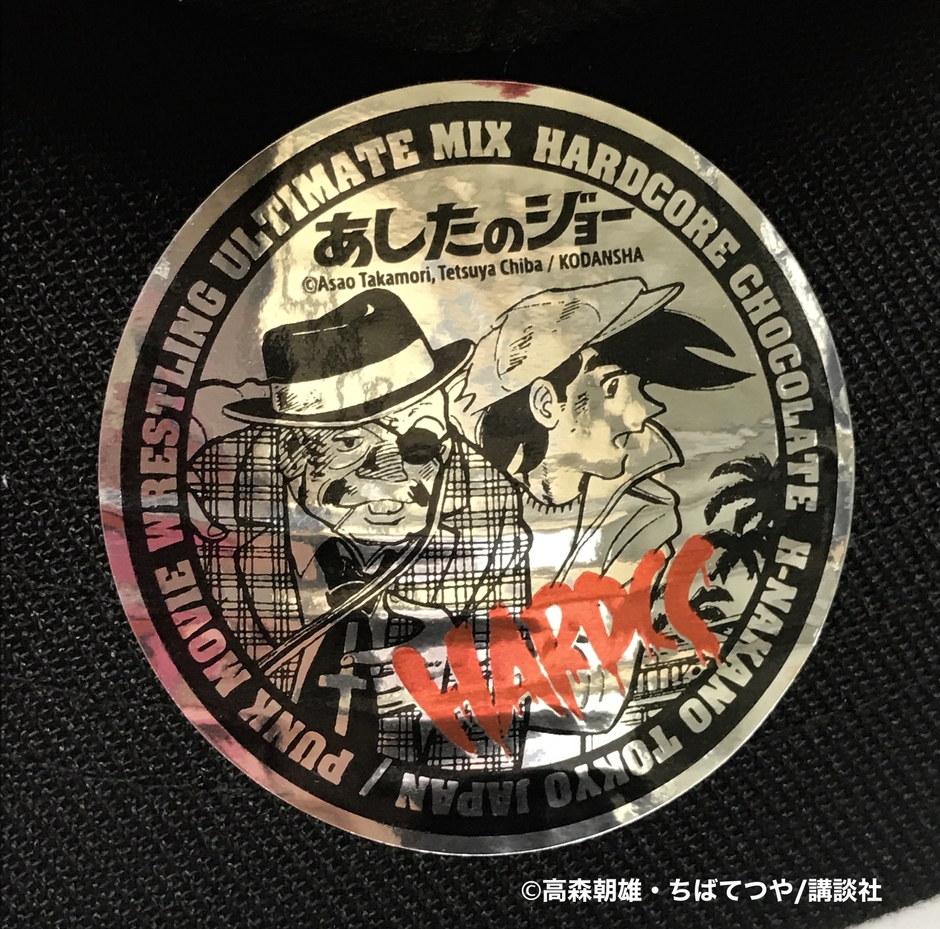 PUNK MOVIE WRESTLING ULTIMATE MIX HARDCORE CHOCOLATE H-NAKANO TOKYO JAPAN /
あしたのジョー
©Asao Takamori, Tetsuya Chiba / KODANSHA
HARDCC
©高森朝雄・ちばてつや/講談社